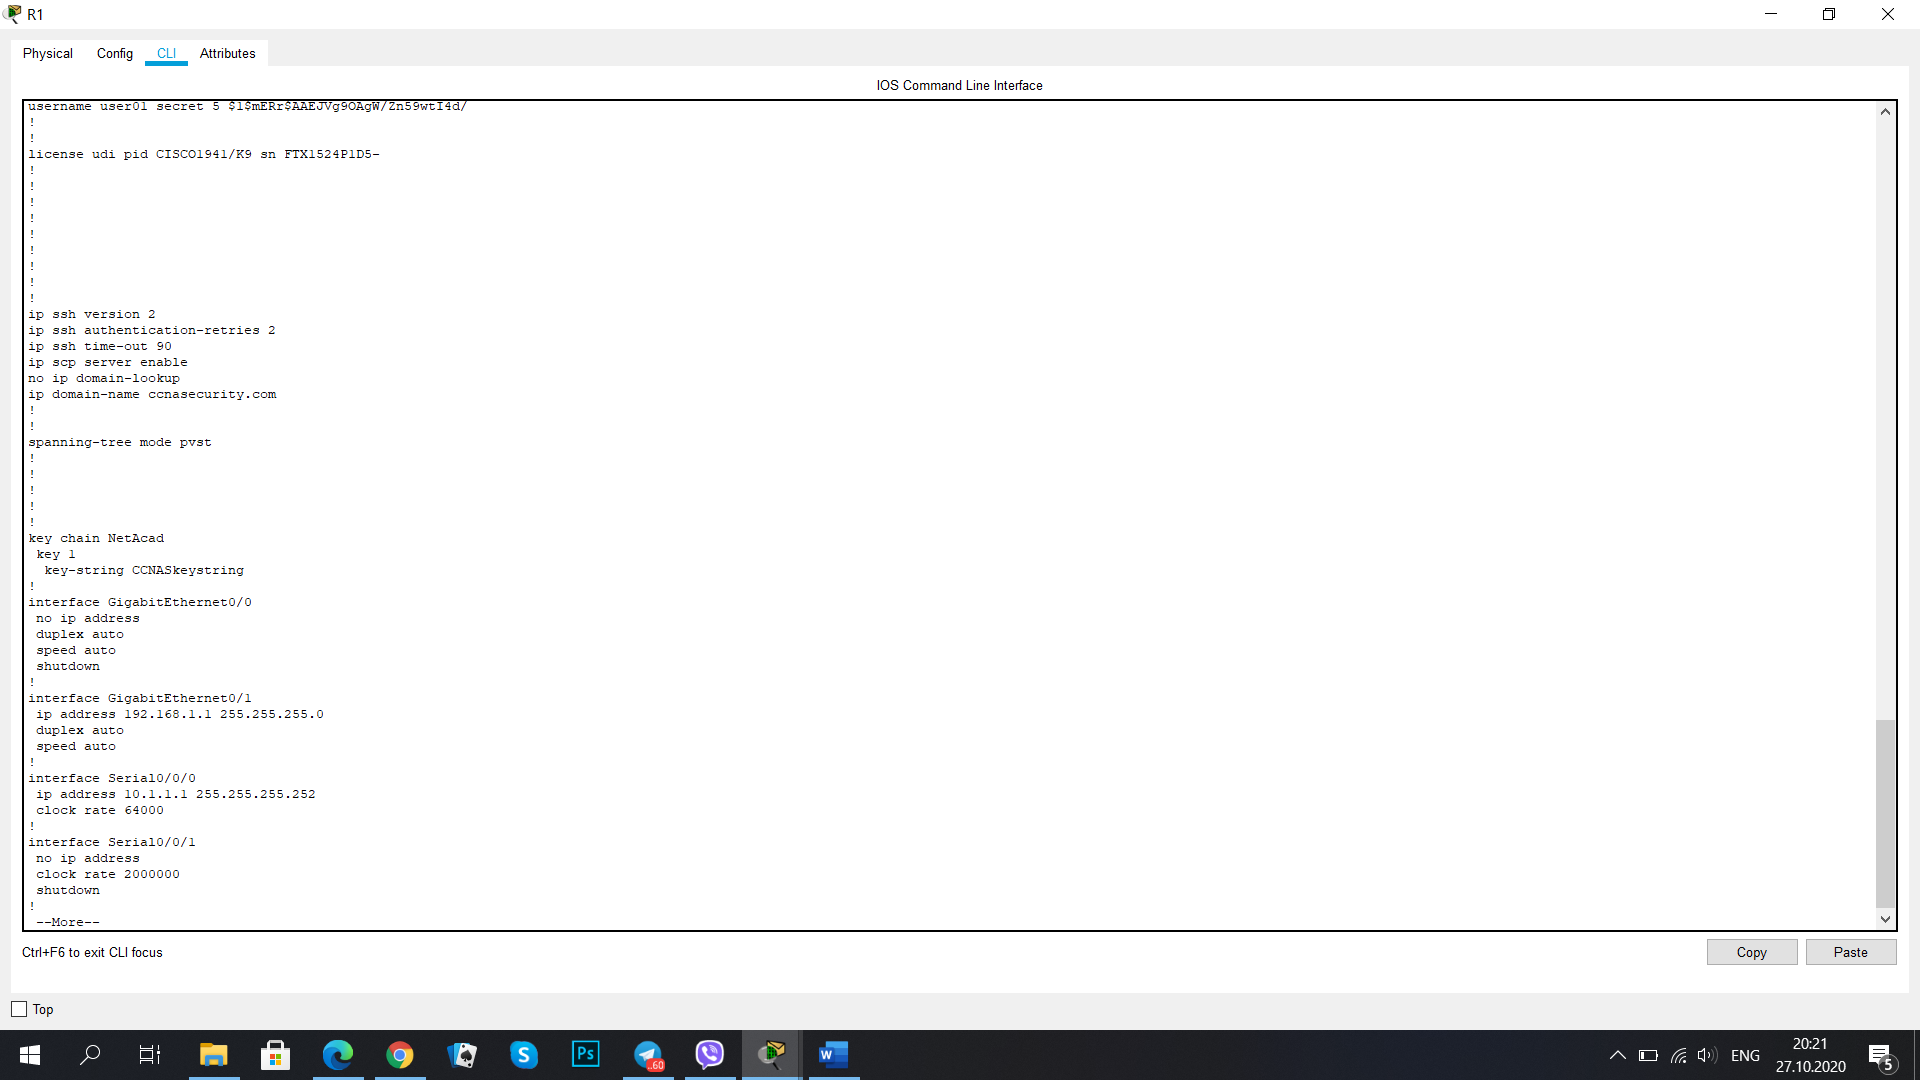 R1
Physical Config CLI Attributes
IOS Command Line Interface
username user01 secret 5 $1$mERr$AAEJVg9OAgW/Zn59wtI4d/
!
!
license udi pid CISCO1941/K9 sn FTX1524P1D5-
!
!
!
!
!
!
!
!
!
ip ssh version 2
ip ssh authentication-retries 2
ip ssh time-out 90
ip scp server enable
no ip domain-lookup
ip domain-name ccnasecurity.com
!
!
spanning-tree mode pvst
!
!
!
!
!
key chain NetAcad
key 1
key-string CCNASkeystring
!
interface GigabitEthernet0/0
no ip address
duplex auto
speed auto
shutdown
!
interface GigabitEthernet0/1
ip address 192.168.1.1 255.255.255.0
duplex auto
speed auto
!
interface Serial0/0/0
ip address 10.1.1.1 255.255.255.252
clock rate 64000
!
interface Serial0/0/1
no ip address
clock rate 2000000
shutdown
!
--More--
Ctrl+F6 to exit CLI focus
Copy Paste
Top
S Ps ..60 W ENG 20:21
27.10.2020 5